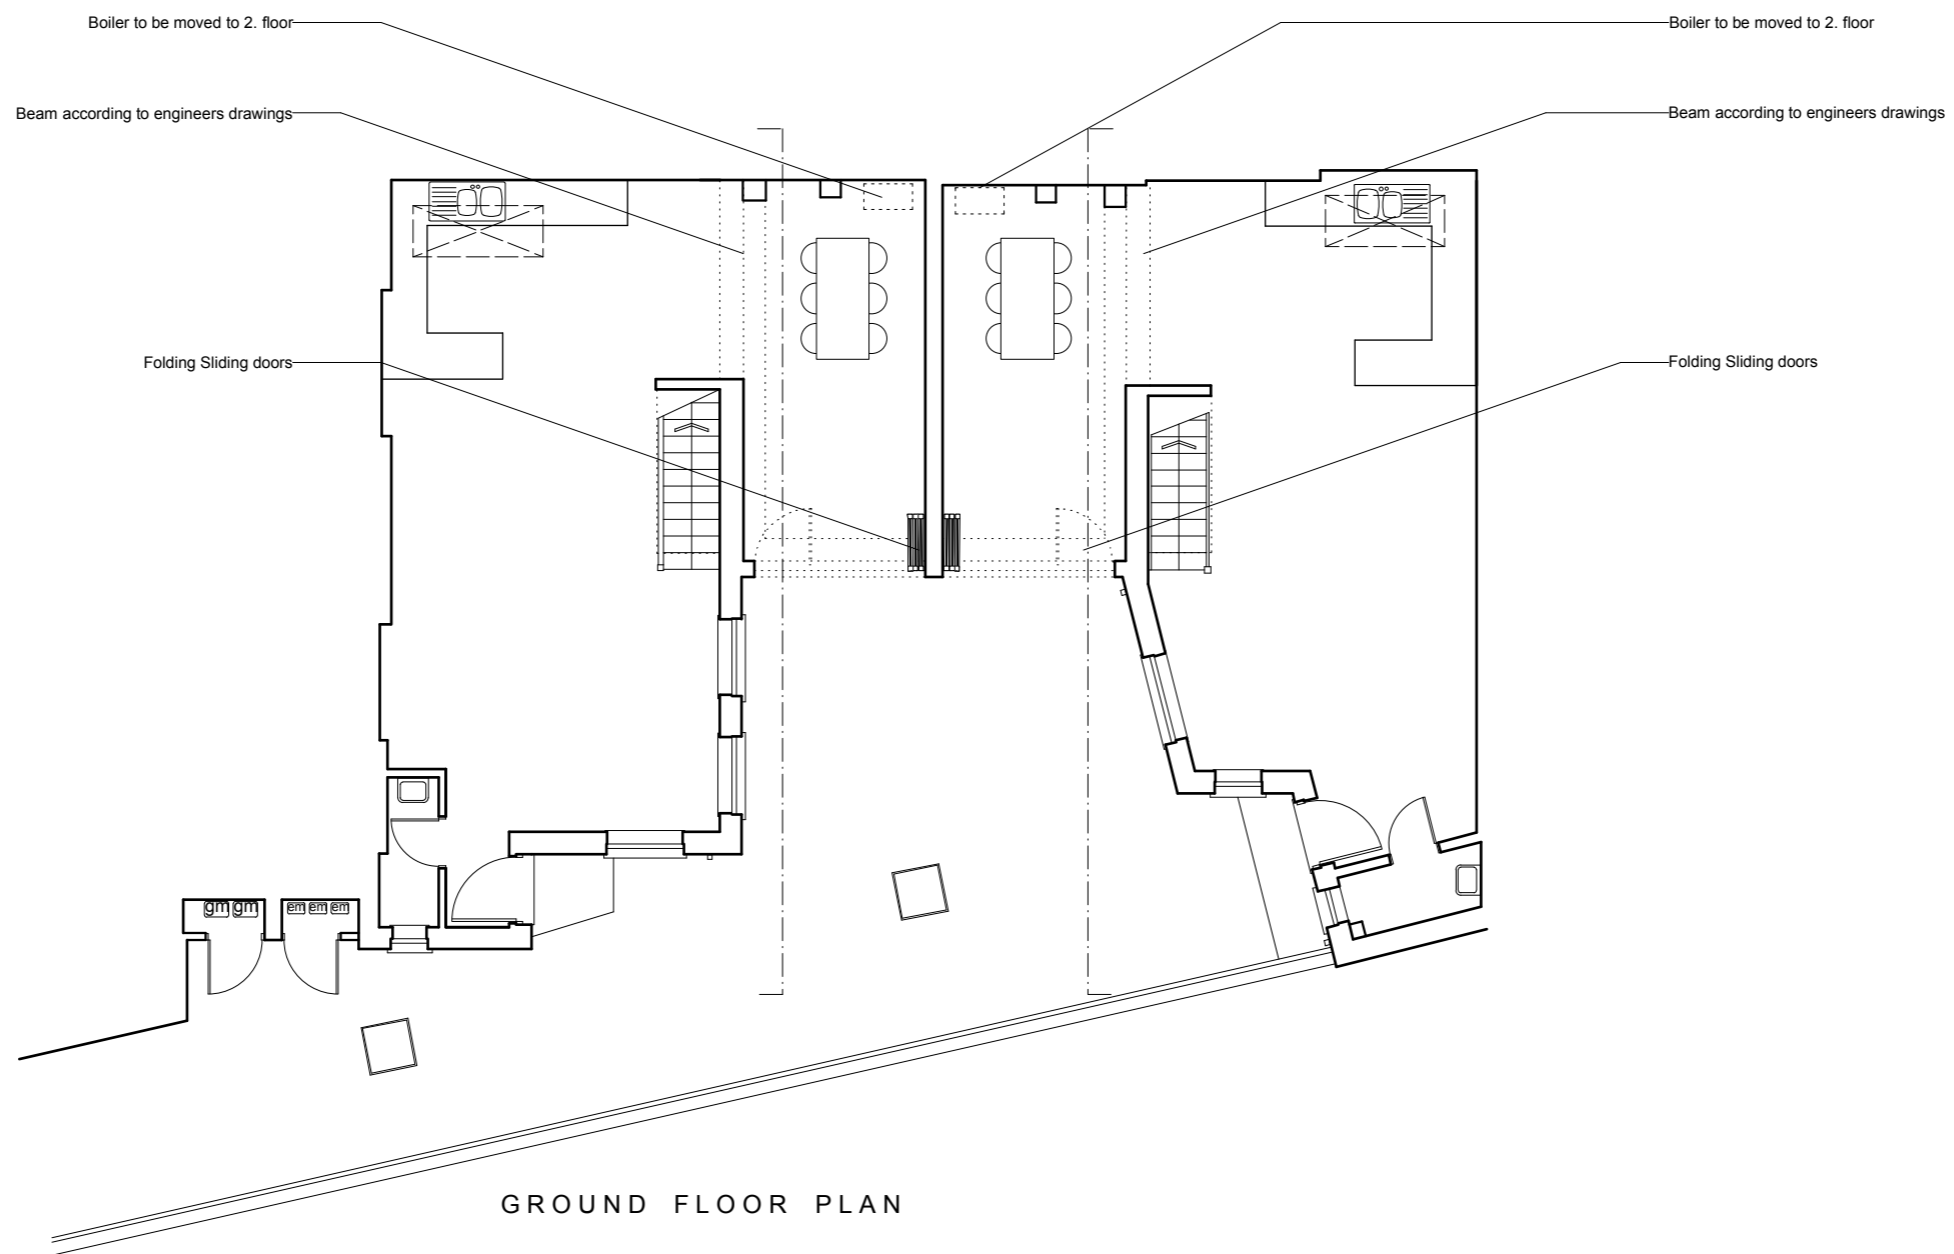 Boiler to be moved to 2. floor
Boiler to be moved to 2. floor
Beam according to engineers drawings
Beam according to engineers drawings
Folding Sliding doors
Folding Sliding doors
gm gm em em em
GROUND FLOOR PLAN